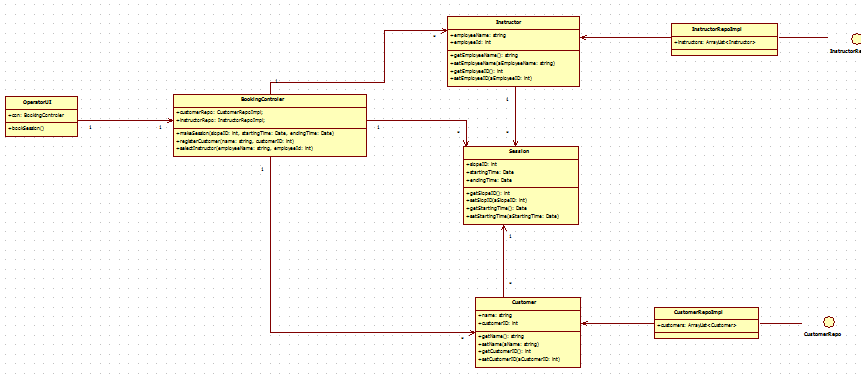 Instructor
+employeeName: string
+employeeId: int
+getEmployeeName(): string
+setEmployeeName(aEmployeeName: string)
+getEmployeeID(): int
+setEmployeeID(aEmployeeID: int)
InstructorRepoImpl
+instructors: ArrayList<Instructor>
InstructorRe
OperatorUI
+con: BookingControler
+bookSession()
1
1
BookingControler
+customerRepo: CustomerRepoImpl;
+instructorRepo: InstructorRepoImpl;
+makeSession(slopeID: int, startingTime: Date, endingTime: Date)
+registerCustomer(name: string, customerID: int)
+selectInstructor(employeeName: string, employeeId: int)
1
*
1
*
1
*
1
*
Session
+slopeID: int
+startingTime: Date
+endingTime: Date
+getSlopeID(): int
+setSlopID(aSlopeID: int)
+getStartingTime(): Date
+setStartingTime(aStartingTime: Date)
1
*
Customer
+name: string
+customerID: int
+getName(): string
+setName(aName: string)
+getCustomerID(): int
+setCustomerID(aCustomerID: int)
CustomerRepoImpl
+customers: ArrayList<Customer>
CustomerRepo